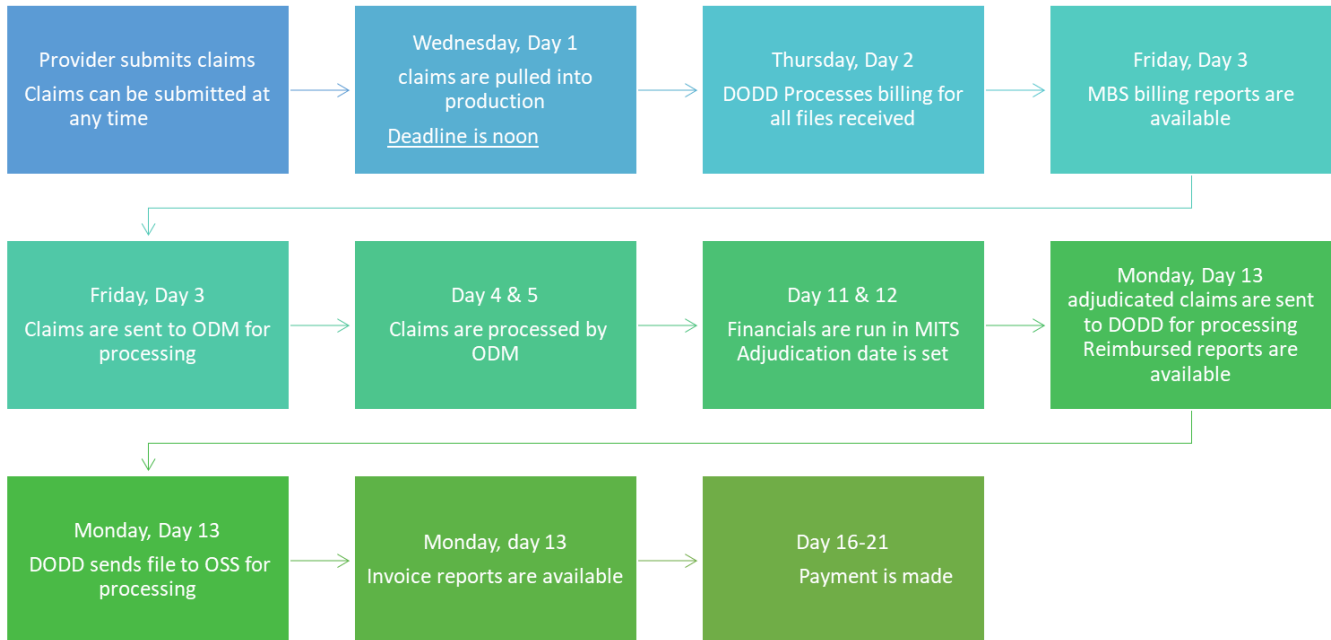 Provider submits claims
Claims can be submitted at
any time
Wednesday, Day 1
claims are pulled into
production
Deadline is noon
Thursday, Day 2
DODD Processes billing for
all files received
Friday, Day 3
MBS billing reports are
available
Friday, Day 3
Claims are sent to ODM for
processing
Day 4 & 5
Claims are processed by
ODM
Day 11 & 12
Financials are run in MITS
Adjudication date is set
Monday, Day 13
adjudicated claims are sent
to DODD for processing
Reimbursed reports are
available
Monday, Day 13
DODD sends file to OSS for
processing
Monday, day 13
Invoice reports are available
Day 16-21
Payment is made